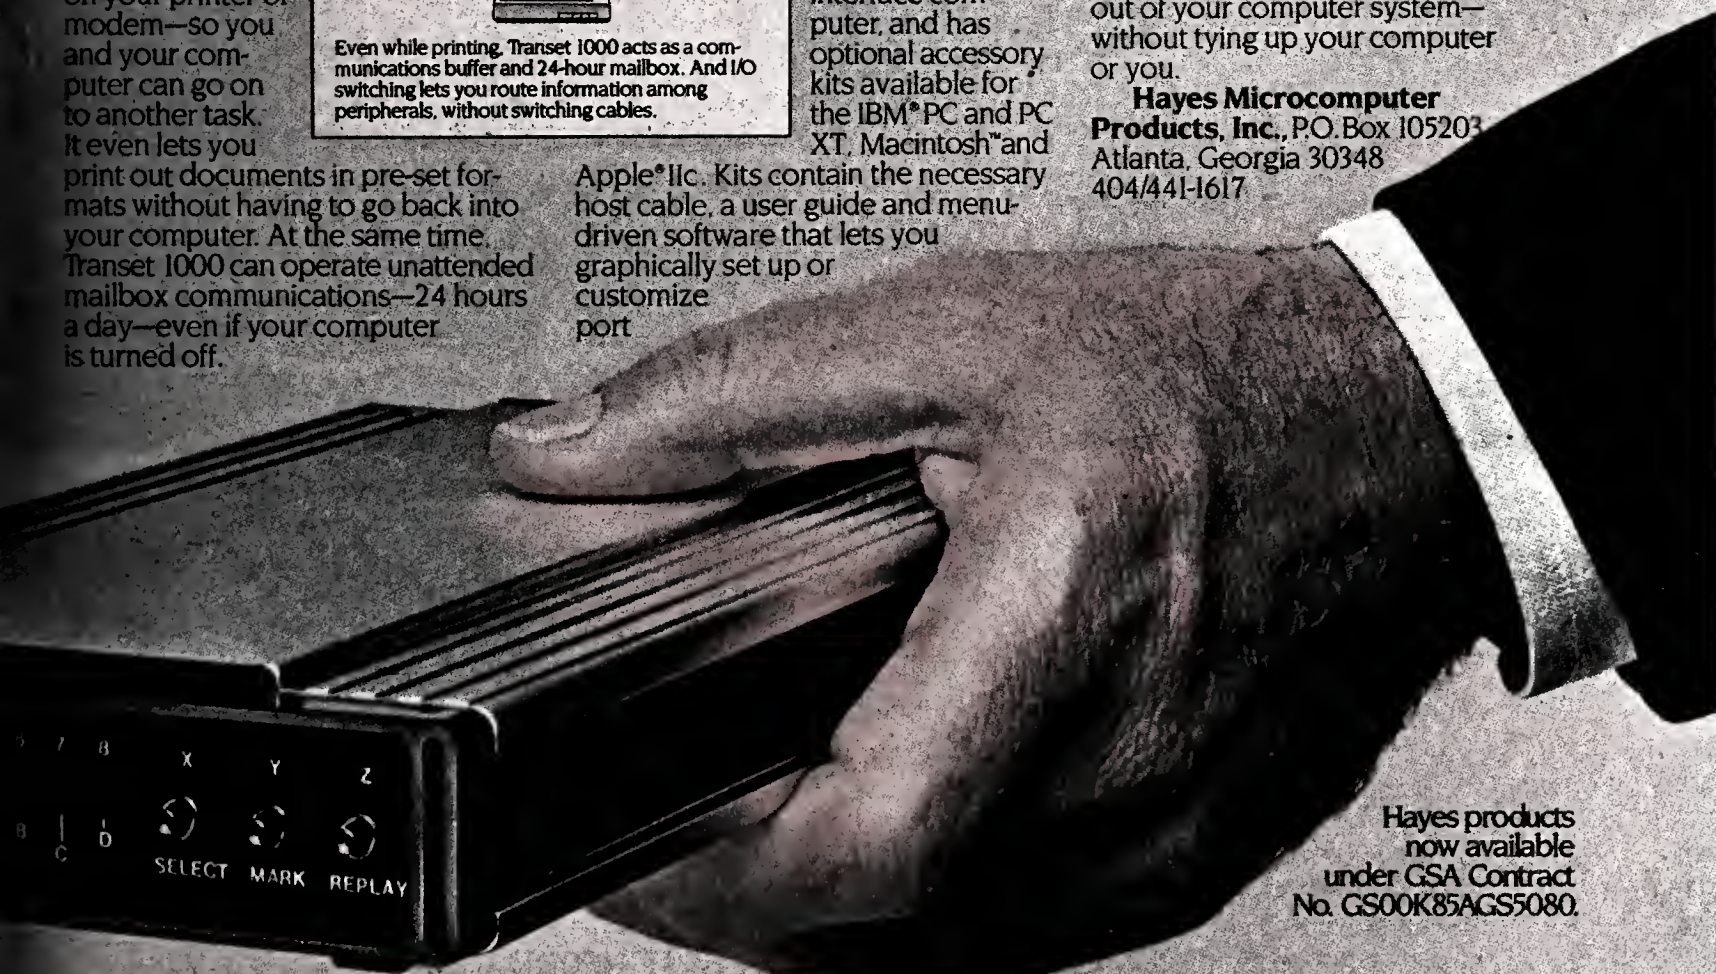 on your printer or
modem—so you
and your com-
puter can go on
to another task.
It even lets you
print out documents in pre-set for-
mats without having to go back into
your computer. At the same time,
Transet 1000 can operate unattended
mailbox communications—24 hours
a day—even if your computer
is turned off.
Even while printing, Transet 1000 acts as a com-
munications buffer and 24-hour mailbox. And I/O
switching lets you route information among
peripherals, without switching cables.
interface com-
puter, and has
optional accessory
kits available for
the IBM® PC and PC
XT, Macintosh™ and
Apple® IIc. Kits contain the necessary
host cable, a user guide and menu-
driven software that lets you
graphically set up or
customize
port
out of your computer system—
without tying up your computer
or you.
Hayes Microcomputer
Products, Inc., P.O. Box 105203,
Atlanta, Georgia 30348
404/441-1617
7 8 X Y Z
B C D
SELECT MARK REPLAY
Hayes products
now available
under GSA Contract
No. GS00K85AGS5080.